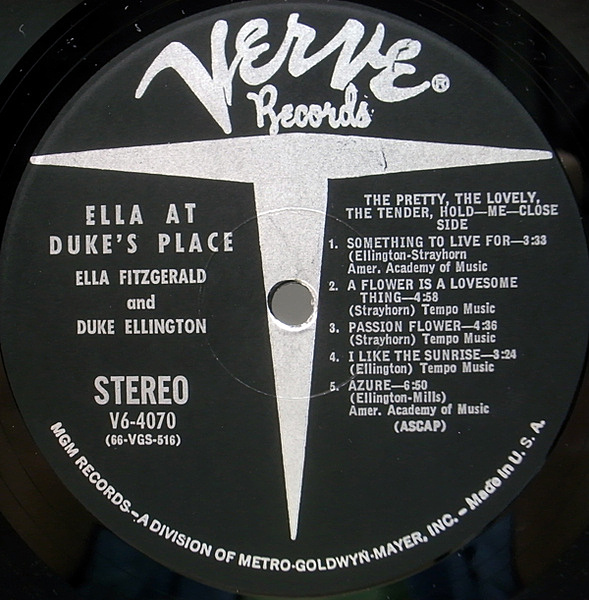 Verve®
Records
ELLA AT
DUKE'S PLACE
ELLA FITZGERALD
and
DUKE ELLINGTON
STEREO
V6-4070
(66-VGS-516)
THE PRETTY, THE LOVELY,
THE TENDER, HOLD—ME—CLOSE
SIDE
1. SOMETHING TO LIVE FOR—3:33
(Ellington-Strayhorn)
Amer. Academy of Music
2. A FLOWER IS A LOVESOME
THING—4:58
(Strayhorn) Tempo Music
3. PASSION FLOWER—4:36
(Strayhorn) Tempo Music
4. I LIKE THE SUNRISE—3:24
(Ellington) Tempo Music
5. AZURE—6:50
(Ellington-Mills)
Amer. Academy of Music
(ASCAP)
MGM RECORDS—A DIVISION OF METRO-GOLDWYN-MAYER, INC.—Made in U.S.A.